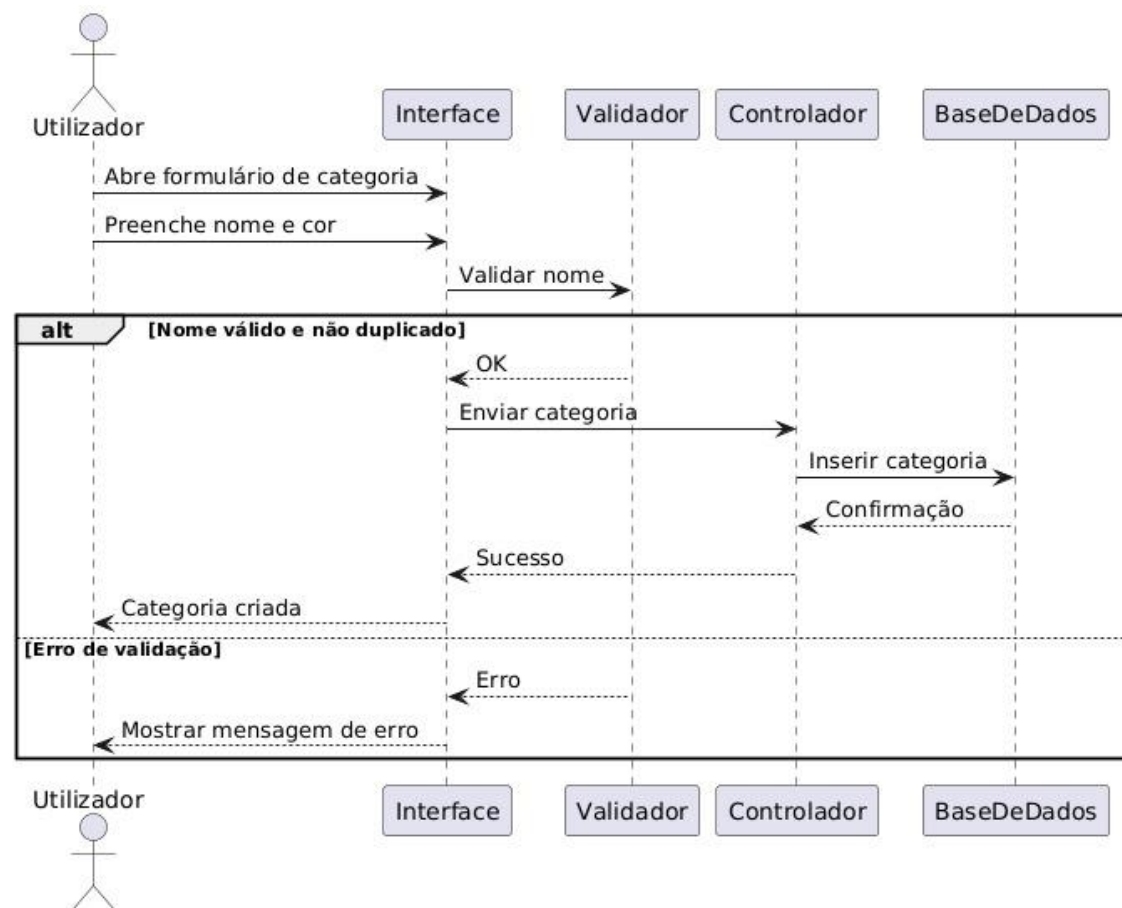 Utilizador
Interface
Validador
Controlador
BaseDeDados
Abre formulário de categoria
Preenche nome e cor
Validar nome
alt [Nome válido e não duplicado]
OK
Enviar categoria
Inserir categoria
Confirmação
Sucesso
Categoria criada
[Erro de validação]
Erro
Mostrar mensagem de erro
Utilizador
Interface
Validador
Controlador
BaseDeDados